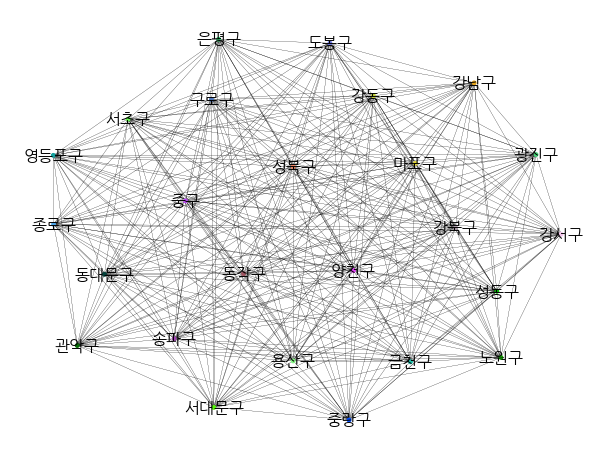 은평구
도봉구
강남구
강동구
구로구
서초구
영등포구
광진구
마포구
성북구
중구
종로구
강북구
강서구
동대문구
동작구
양천구
성동구
관악구
송파구
용산구
금천구
노원구
서대문구
중랑구